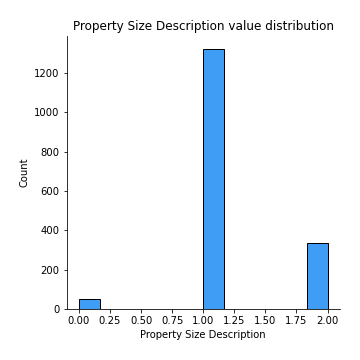 Property Size Description value distribution
1200
1000
800
600
400
200
0
Count
0.00 0.25 0.50 0.75 1.00 1.25 1.50 1.75 2.00
Property Size Description